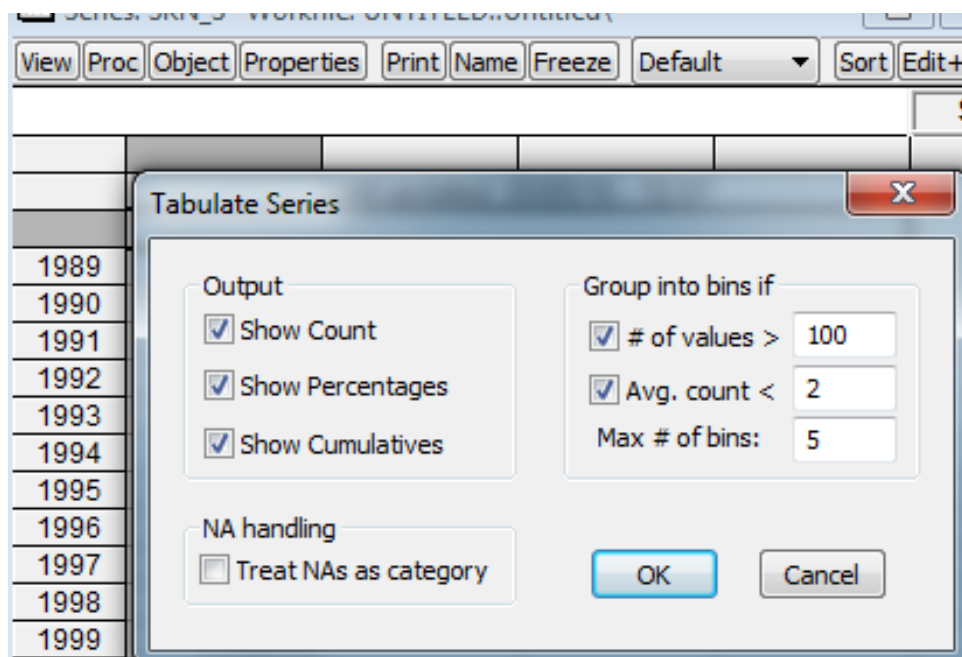 View Proc Object Properties Print Name Freeze Default Sort Edit+
Tabulate Series
Output
Show Count
Show Percentages
Show Cumulatives
Group into bins if
# of values > 100
Avg. count < 2
Max # of bins: 5
NA handling
Treat NAs as category
OK Cancel
1989
1990
1991
1992
1993
1994
1995
1996
1997
1998
1999